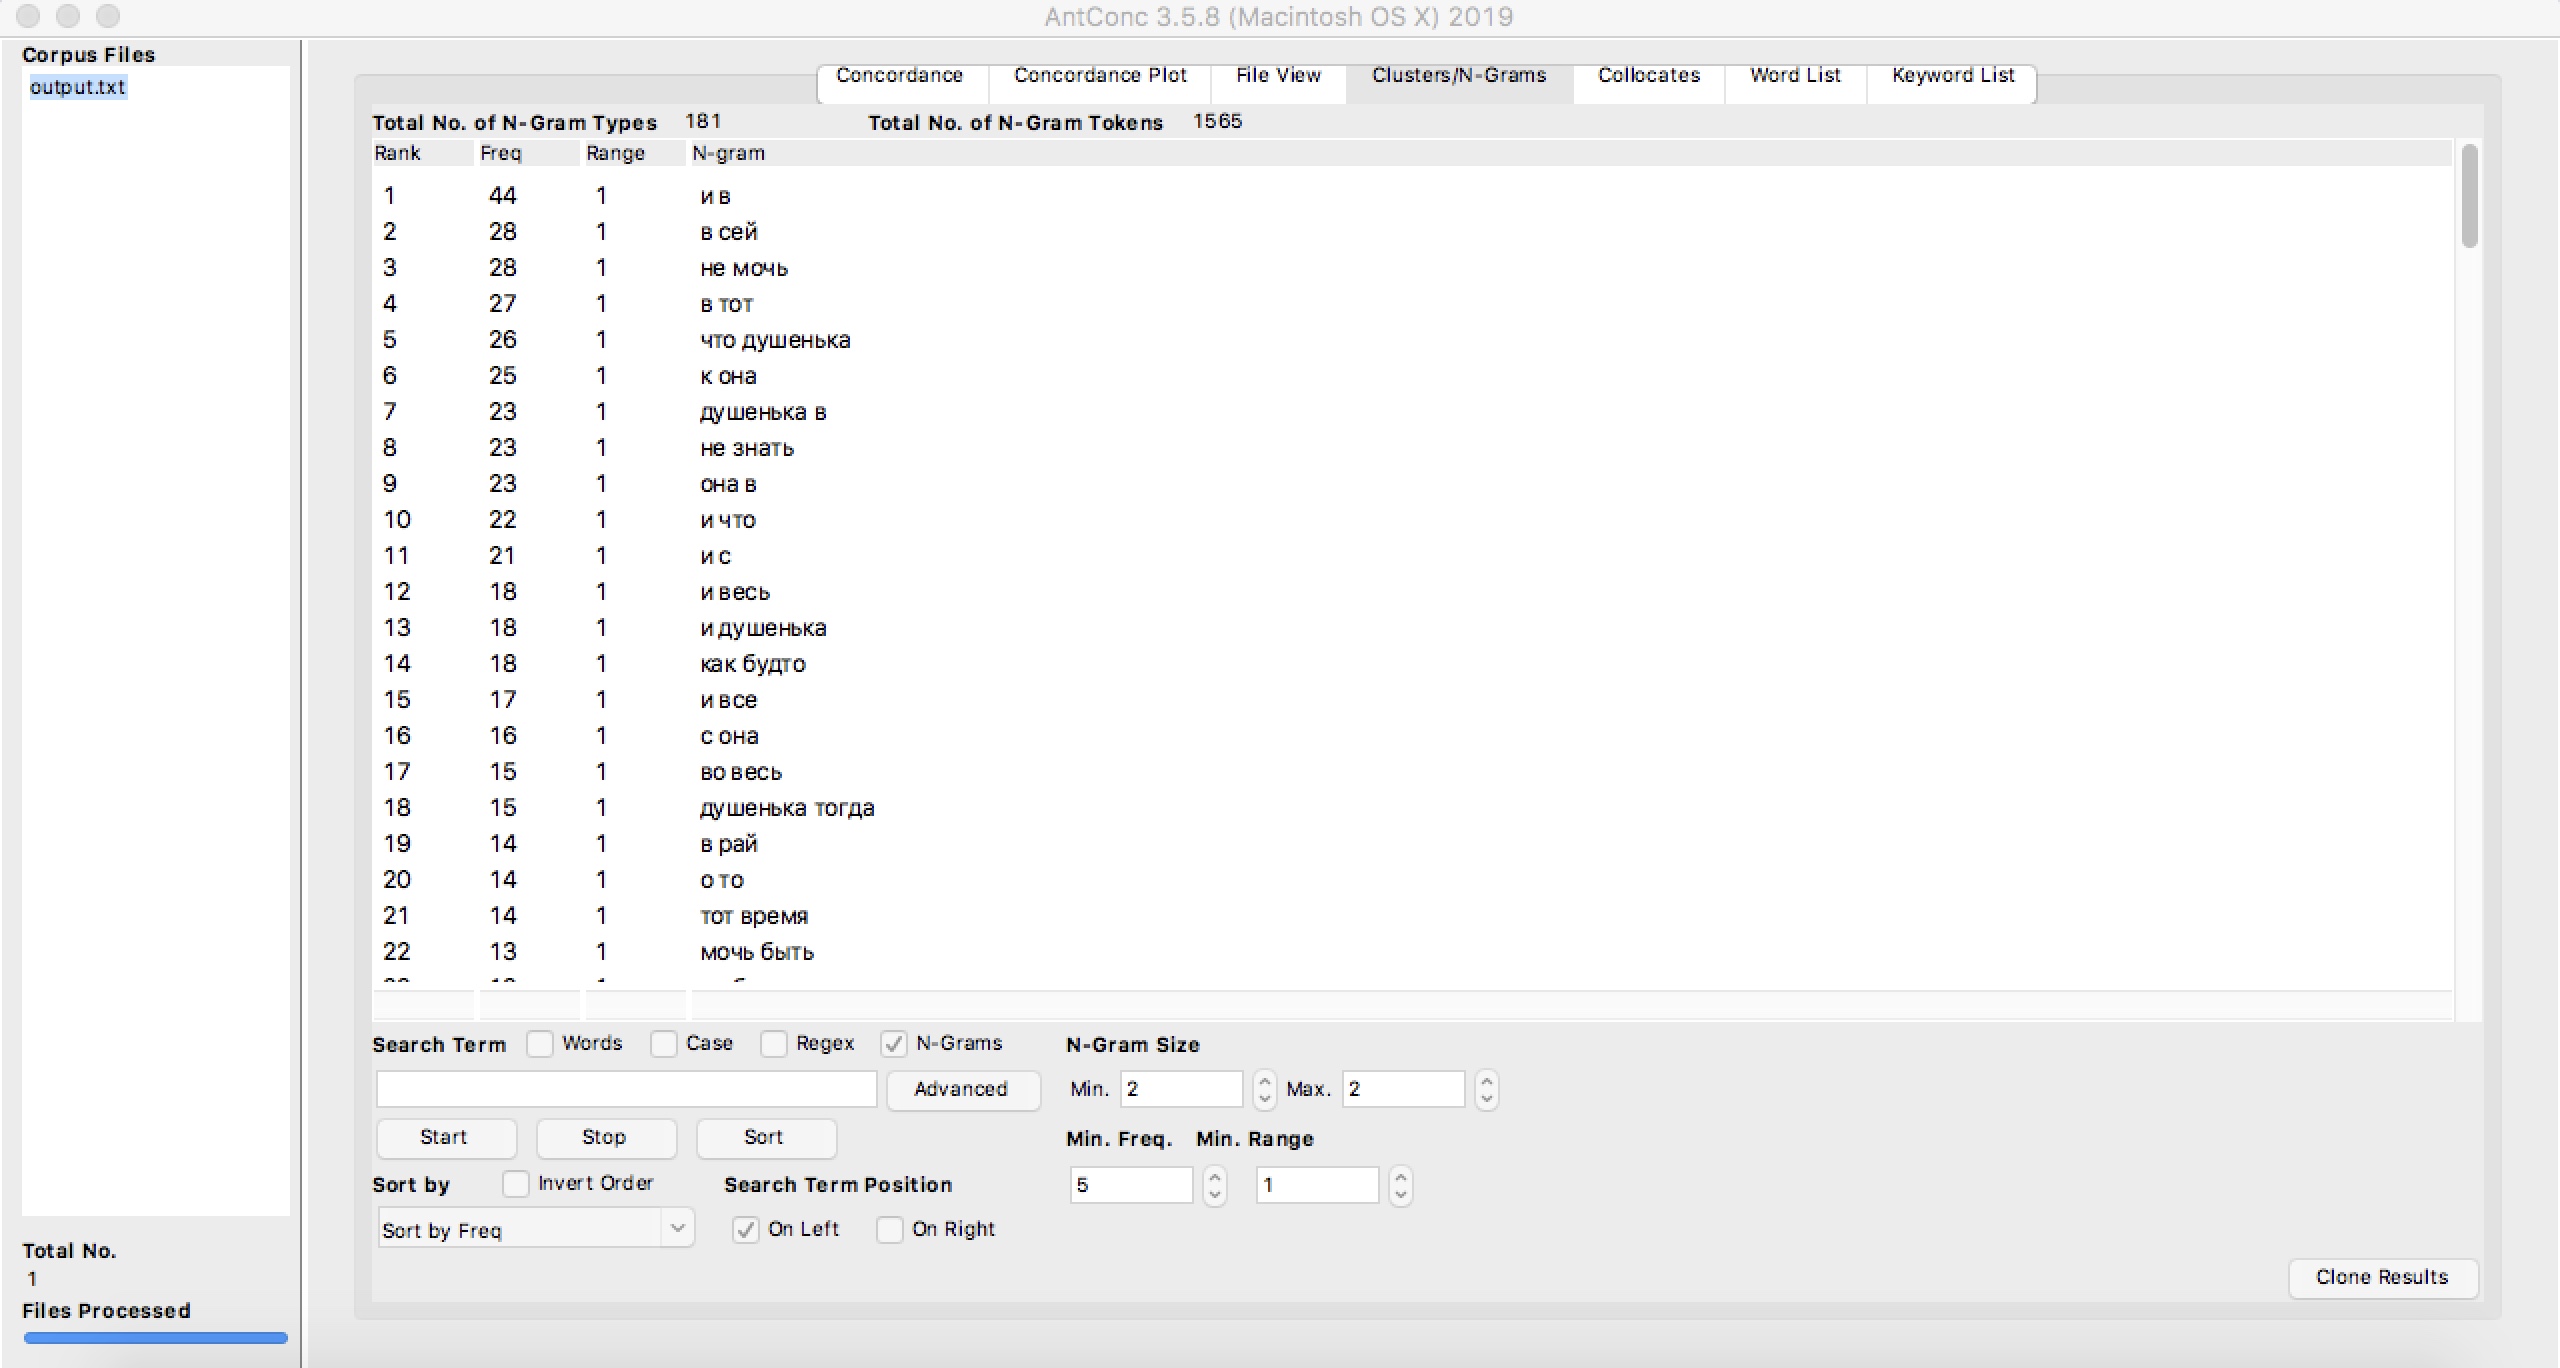 AntConc 3.5.8 (Macintosh OS X) 2019
Corpus Files
output.txt
Concordance Concordance Plot File View Clusters/N-Grams Collocates Word List Keyword List
Total No. of N-Gram Types 181 Total No. of N-Gram Tokens 1565
Rank Freq Range N-gram
1 44 1 и в
2 28 1 в сей
3 28 1 не мочь
4 27 1 в тот
5 26 1 что душенька
6 25 1 к она
7 23 1 душенька в
8 23 1 не знать
9 23 1 она в
10 22 1 и что
11 21 1 и с
12 18 1 и весь
13 18 1 и душенька
14 18 1 как будто
15 17 1 и все
16 16 1 с она
17 15 1 во весь
18 15 1 душенька тогда
19 14 1 в рай
20 14 1 о то
21 14 1 тот время
22 13 1 мочь быть
Search Term Words Case Regex N-Grams N-Gram Size
Advanced Min. 2 Max. 2
Start Stop Sort Min. Freq. Min. Range
Sort by Invert Order Search Term Position 5 1
Sort by Freq On Left On Right
Total No.
1
Files Processed
Clone Results